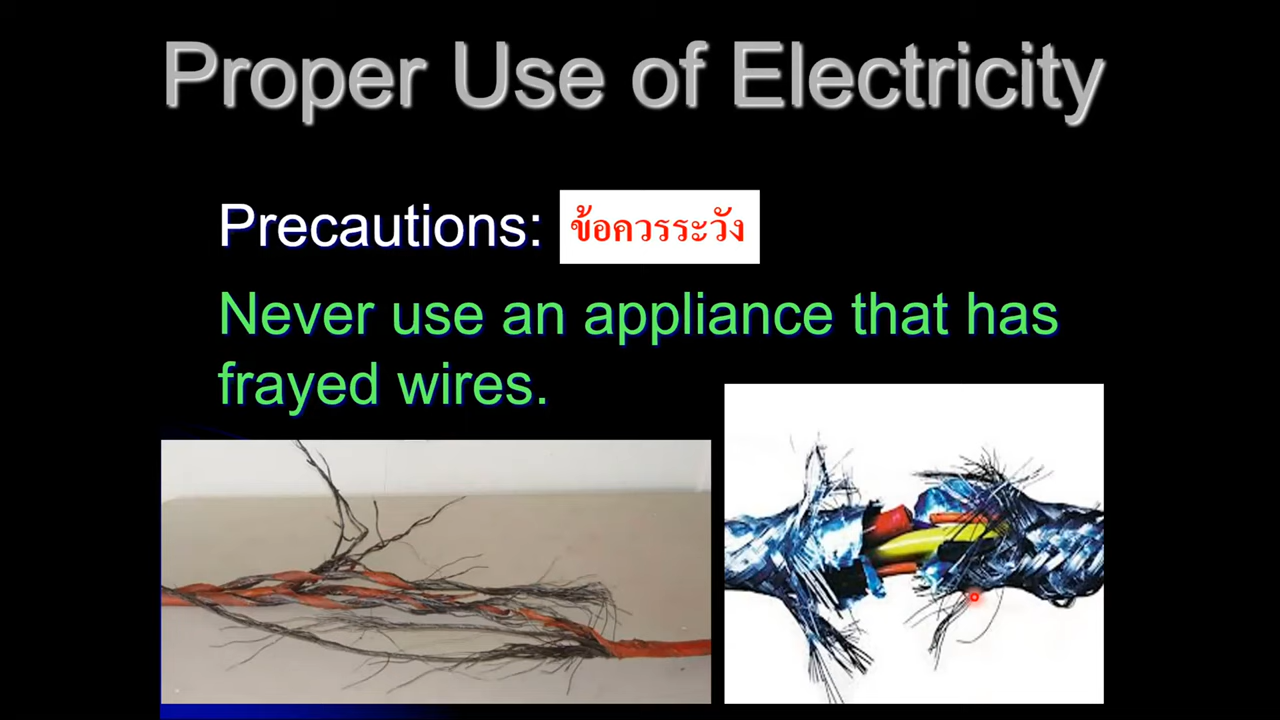 Proper Use of Electricity
Precautions: ข้อควรระวัง
Never use an appliance that has
frayed wires.